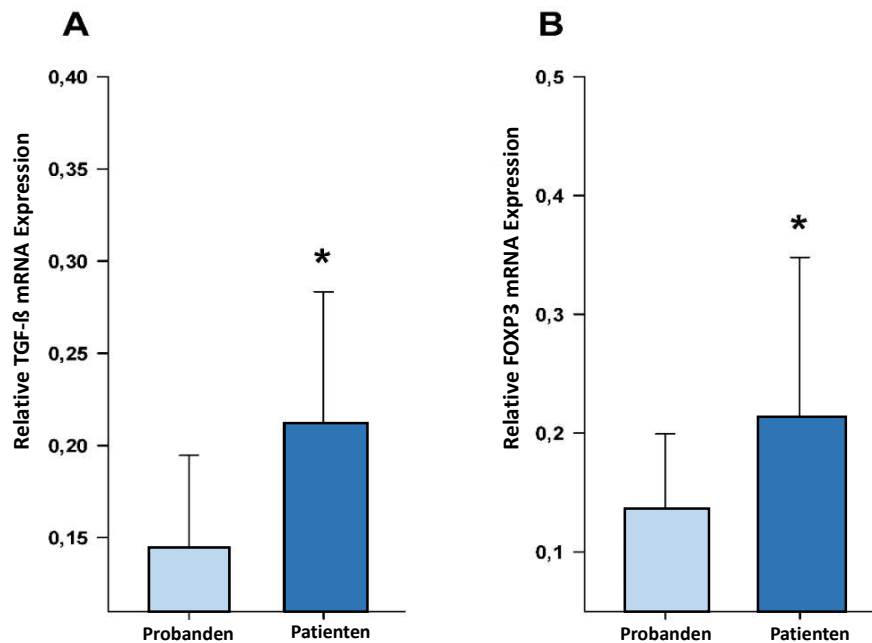 A
Relative TGF-ß mRNA Expression
0,40
0,35
0,30
0,25
0,20
0,15
*
Probanden
Patienten
B
Relative FOXP3 mRNA Expression
0,5
0,4
0,3
0,2
0,1
*
Probanden
Patienten